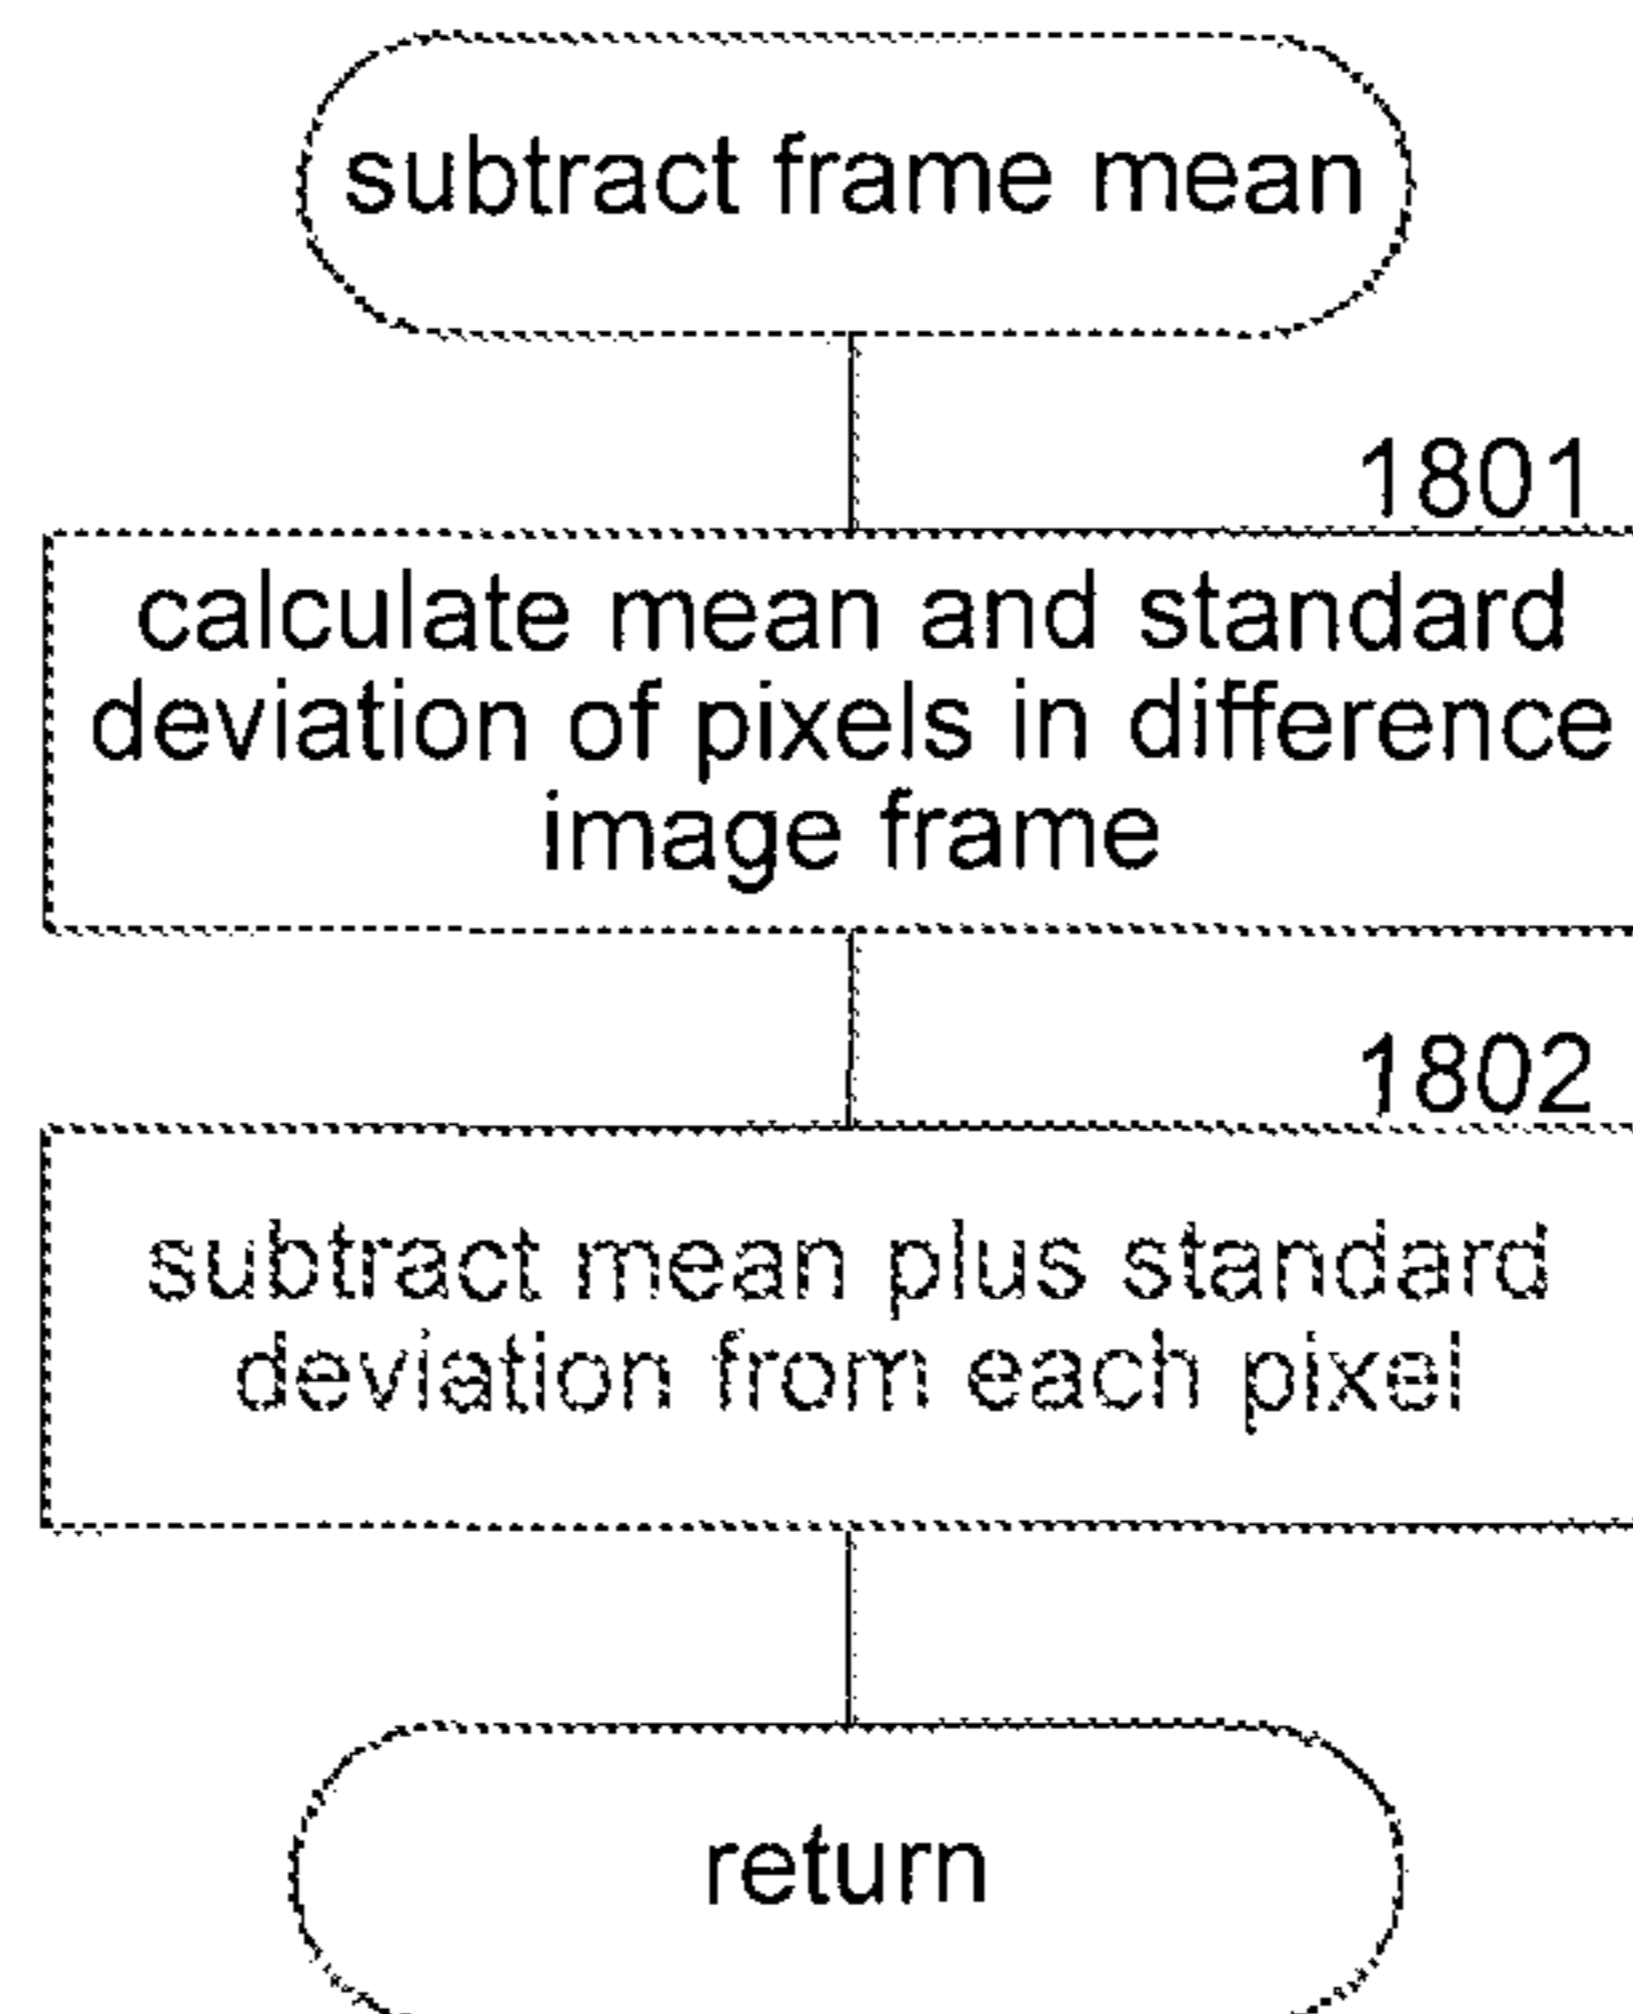 subtract frame mean
1801
calculate mean and standard
deviation of pixels in difference
image frame
1802
subtract mean plus standard
deviation from each pixel
return